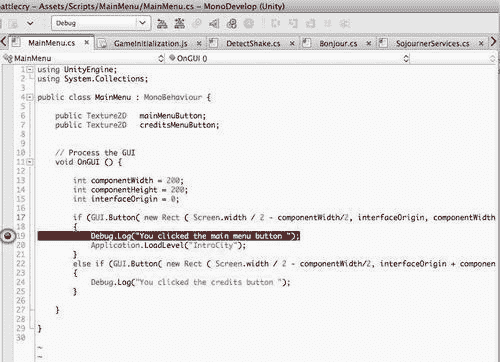 attlecry – Assets/Scripts/MainMenu/MainMenu.cs – MonoDevelop (Unity)
Debug
MainMenu.cs GameInitialization.js DetectShake.cs Bonjour.cs SojournerServices.cs
MainMenu OnGUI ()
1 using UnityEngine;
2 using System.Collections;
3
4 public class MainMenu : MonoBehaviour {
5
6 public Texture2D mainMenuButton;
7 public Texture2D creditsMenuButton;
8
9
10 // Process the GUI
11 void OnGUI () {
12
13 int componentWidth = 200;
14 int componentHeight = 200;
15 int interfaceOrigin = 0;
16
17 if (GUI.Button( new Rect ( Screen.width / 2 - componentWidth/2, interfaceOrigin, componentWidth
18 {
19 Debug.Log("You clicked the main menu button ");
20 Application.LoadLevel("IntroCity");
21 }
22 else if (GUI.Button( new Rect ( Screen.width / 2 - componentWidth/2, interfaceOrigin + componen
23 {
24 Debug.Log("You clicked the credits button ");
25 }
26
27 }
28
29 }
30
~
~